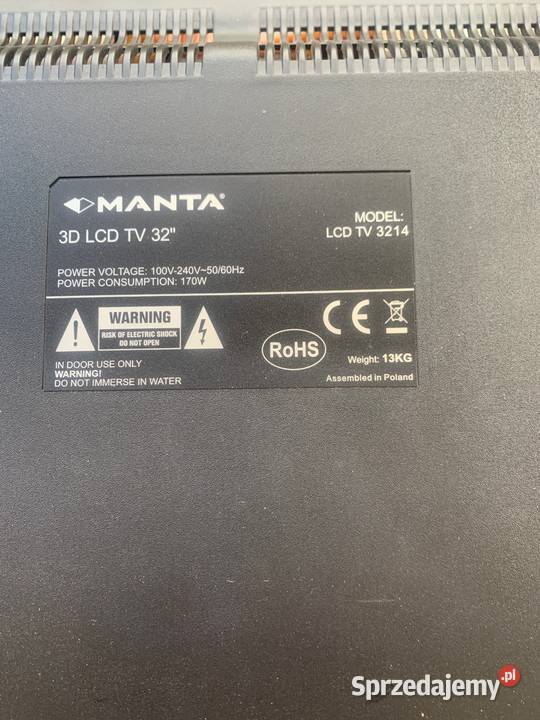 MANTA®
3D LCD TV 32"
MODEL:
LCD TV 3214
POWER VOLTAGE: 100V-240V~50/60Hz
POWER CONSUMPTION: 170W
WARNING
RISK OF ELECTRIC SHOCK
DO NOT OPEN
IN DOOR USE ONLY
WARNING!
DO NOT IMMERSE IN WATER
RoHS
CE
Weight: 13KG
Assembled in Poland
Sprzedajemy.pl